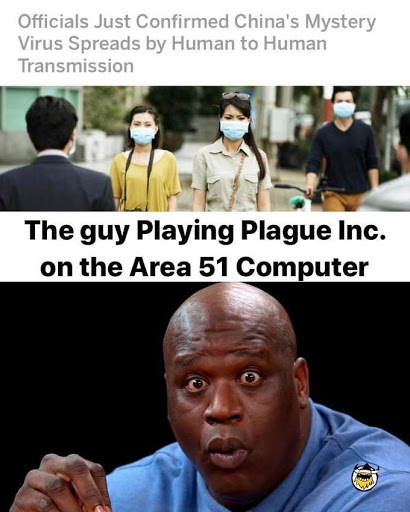 Officials Just Confirmed China's Mystery
Virus Spreads by Human to Human
Transmission
The guy Playing Plague Inc.
on the Area 51 Computer